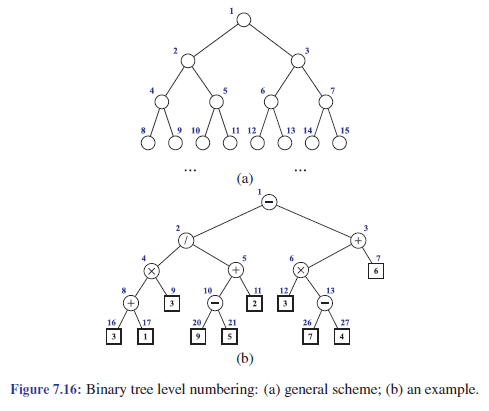 1
2 3
4 5 6 7
8 9 10 11 12 13 14 15
... ...
(a)
1
−
2 3
/ +
4 5 6 7
× + × 6
8 9 10 11 12 13
+ 3 − 2 3 −
16 17 20 21 26 27
3 1 9 5 7 4
(b)
Figure 7.16: Binary tree level numbering: (a) general scheme; (b) an example.